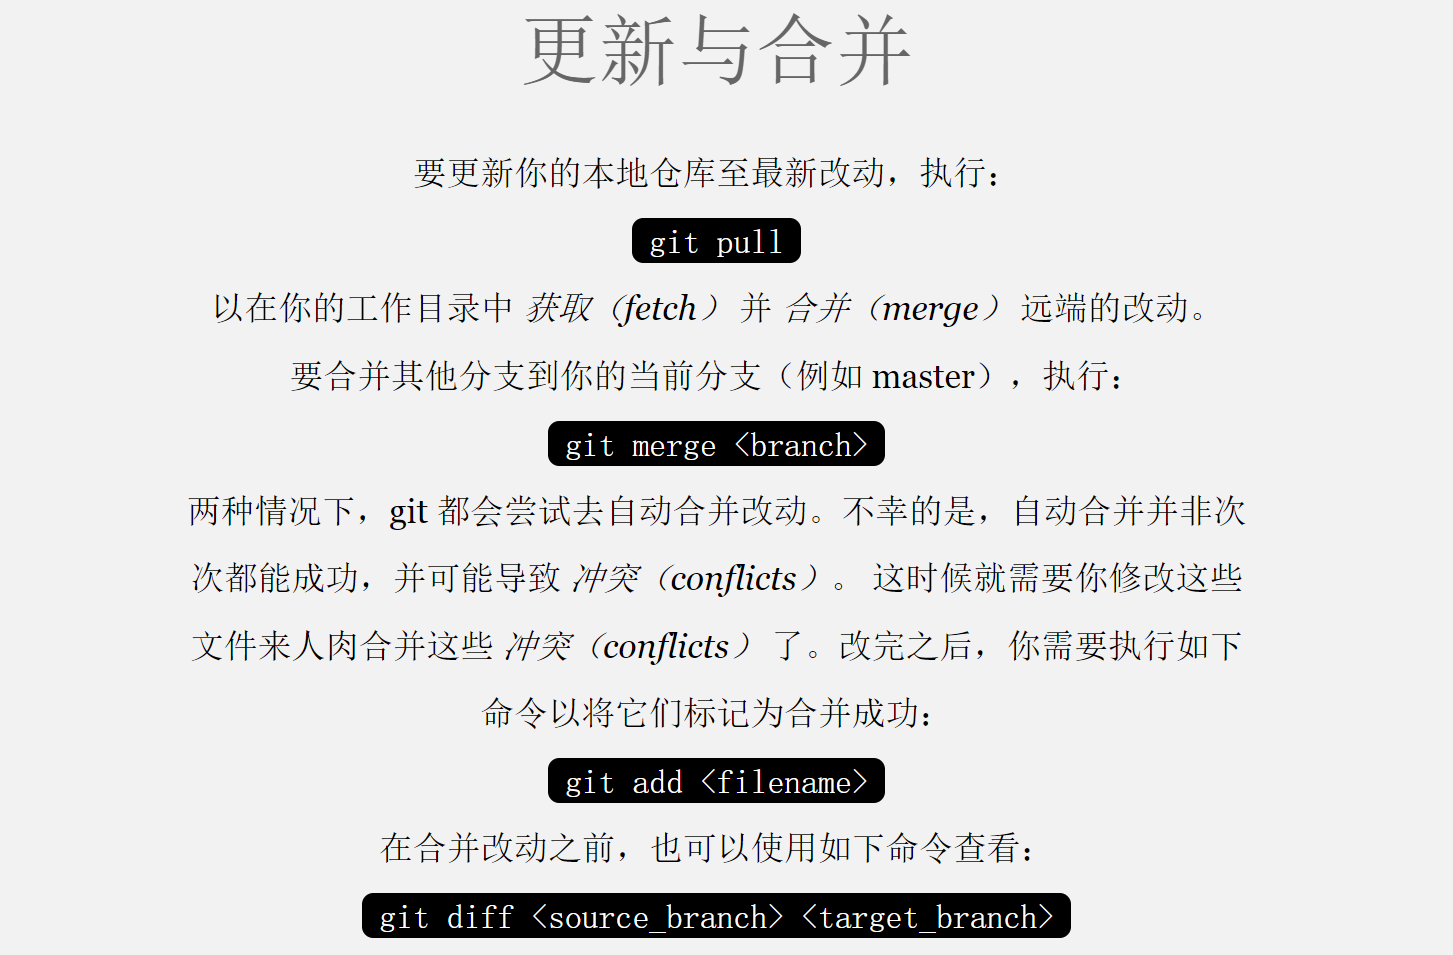 更新与合并
要更新你的本地仓库至最新改动，执行：
git pull
以在你的工作目录中 获取（fetch） 并 合并（merge） 远端的改动。
要合并其他分支到你的当前分支（例如 master），执行：
git merge <branch>
两种情况下，git 都会尝试去自动合并改动。不幸的是，自动合并并非次
次都能成功，并可能导致 冲突（conflicts）。 这时候就需要你修改这些
文件来人肉合并这些 冲突（conflicts） 了。改完之后，你需要执行如下
命令以将它们标记为合并成功：
git add <filename>
在合并改动之前，也可以使用如下命令查看：
git diff <source_branch> <target_branch>